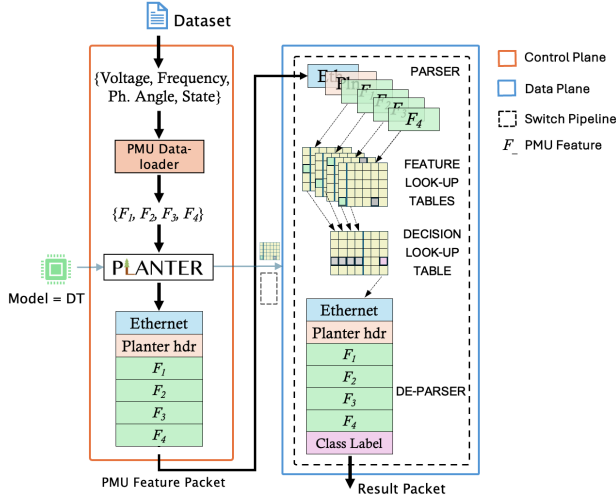 Dataset
{Voltage, Frequency,
Ph. Angle, State}
PMU Data-
loader
{F1, F2, F3, F4}
PLANTER
Model = DT
Ethernet
Planter hdr
F1
F2
F3
F4
PMU Feature Packet
PARSER
Eth
Pln
F1
F2
F3
F4
FEATURE
LOOK-UP
TABLES
DECISION
LOOK-UP
TABLE
Ethernet
Planter hdr
F1
F2
F3
F4
Class Label
DE-PARSER
Result Packet
Control Plane
Data Plane
Switch Pipeline
F_ PMU Feature